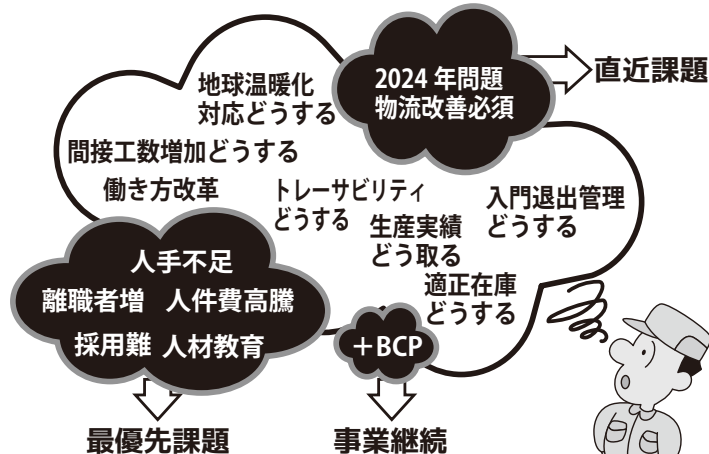 2024年問題
物流改善必須
直近課題
地球温暖化
対応どうする
間接工数増加どうする
働き方改革
トレーサビリティ
どうする
生産実績
どう取る
入門退出管理
どうする
適正在庫
どうする
人手不足
離職者増 人件費高騰
採用難 人材教育
+BCP
最優先課題
事業継続